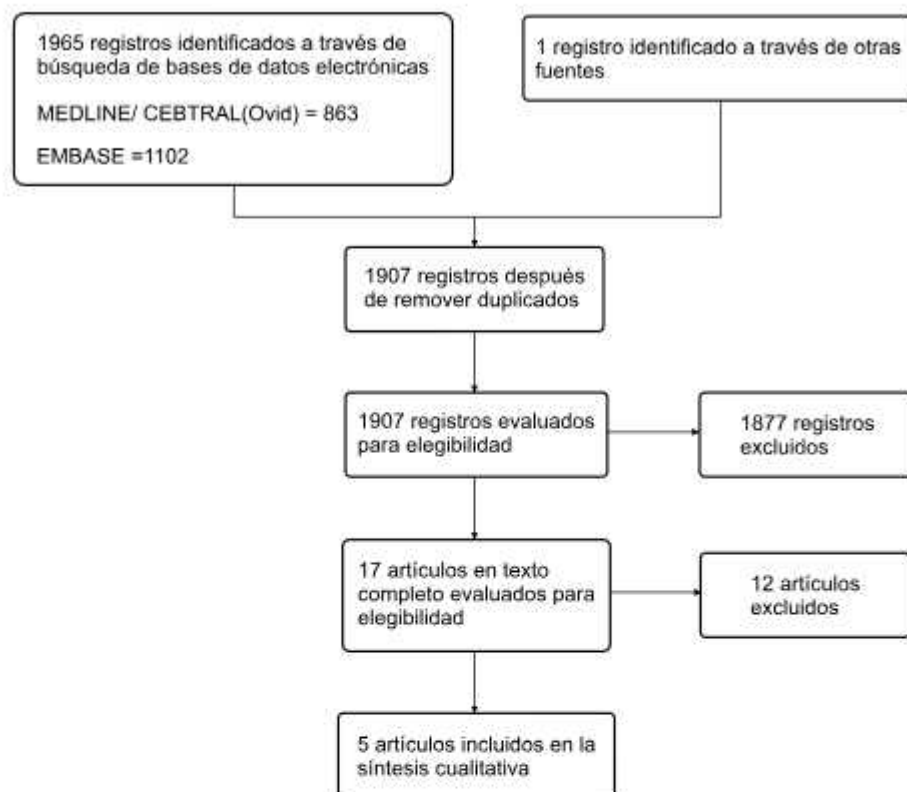 1965 registros identificados a través de
búsqueda de bases de datos electrónicas
MEDLINE/ CEBTRAL(Ovid) = 863
EMBASE =1102
1 registro identificado a través de otras
fuentes
1907 registros después
de remover duplicados
1907 registros evaluados
para elegibilidad
1877 registros
excluidos
17 artículos en texto
completo evaluados para
elegibilidad
12 artículos
excluidos
5 artículos incluidos en la
síntesis cualitativa